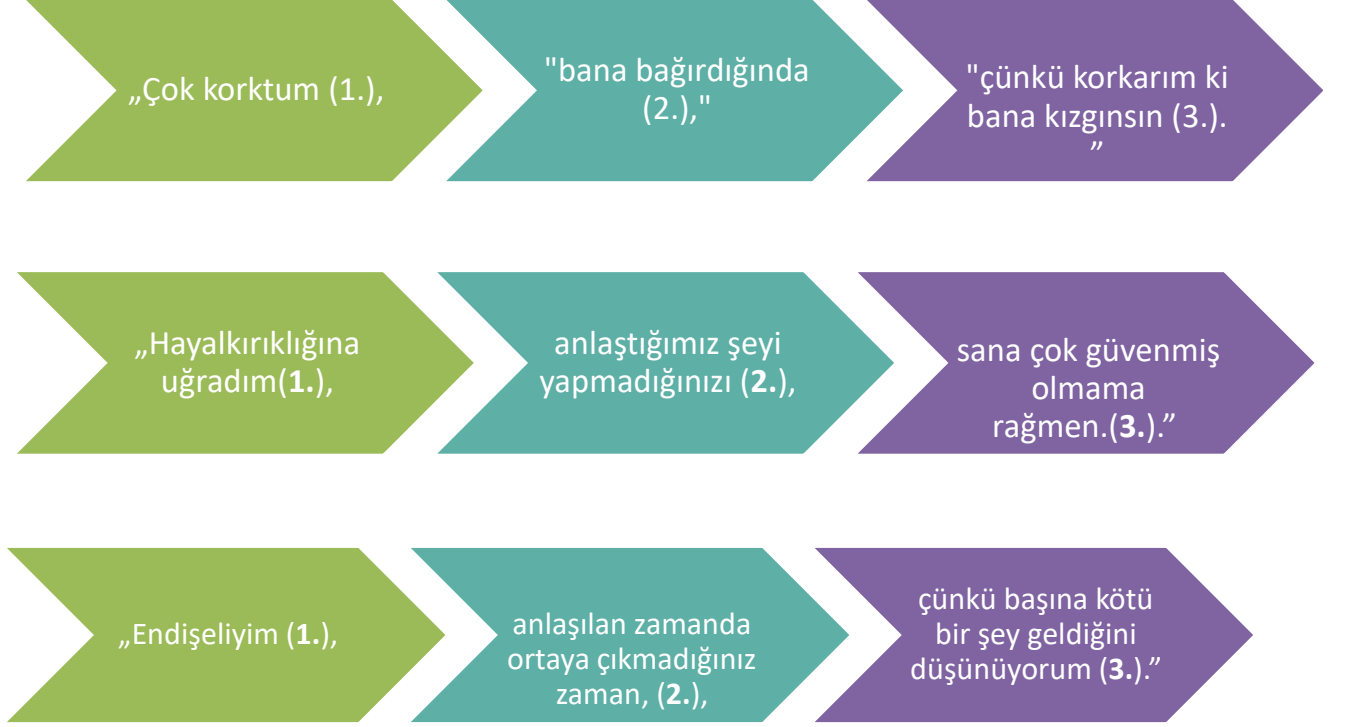 „Çok korktum (1.),
"bana bağırdığında
(2.),"
"çünkü korkarım ki
bana kızgınsın (3.).
”
„Hayalkırıklığına
uğradım(1.),
anlaştığımız şeyi
yapmadığınızı (2.),
sana çok güvenmiş
olmama
rağmen.(3.).”
„Endişeliyim (1.),
anlaşılan zamanda
ortaya çıkmadığınız
zaman, (2.),
çünkü başına kötü
bir şey geldiğini
düşünüyorum (3.).”